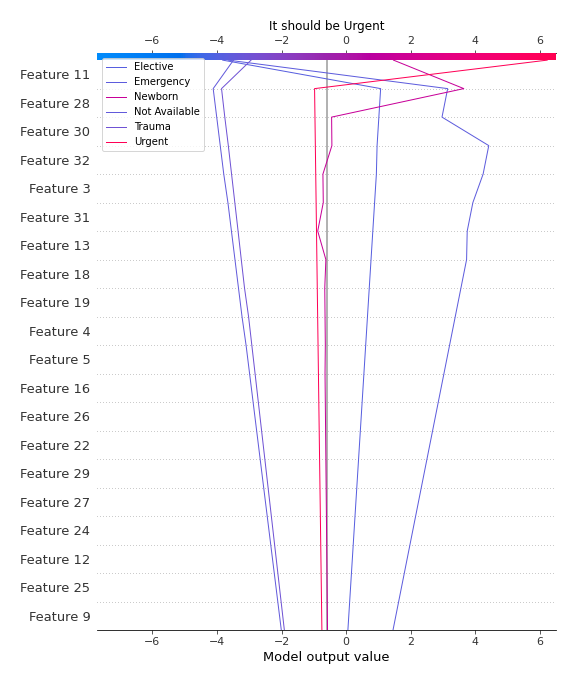 It should be Urgent
−6 −4 −2 0 2 4 6
Elective
Emergency
Newborn
Not Available
Trauma
Urgent
Feature 11
Feature 28
Feature 30
Feature 32
Feature 3
Feature 31
Feature 13
Feature 18
Feature 19
Feature 4
Feature 5
Feature 16
Feature 26
Feature 22
Feature 29
Feature 27
Feature 24
Feature 12
Feature 25
Feature 9
−6 −4 −2 0 2 4 6
Model output value